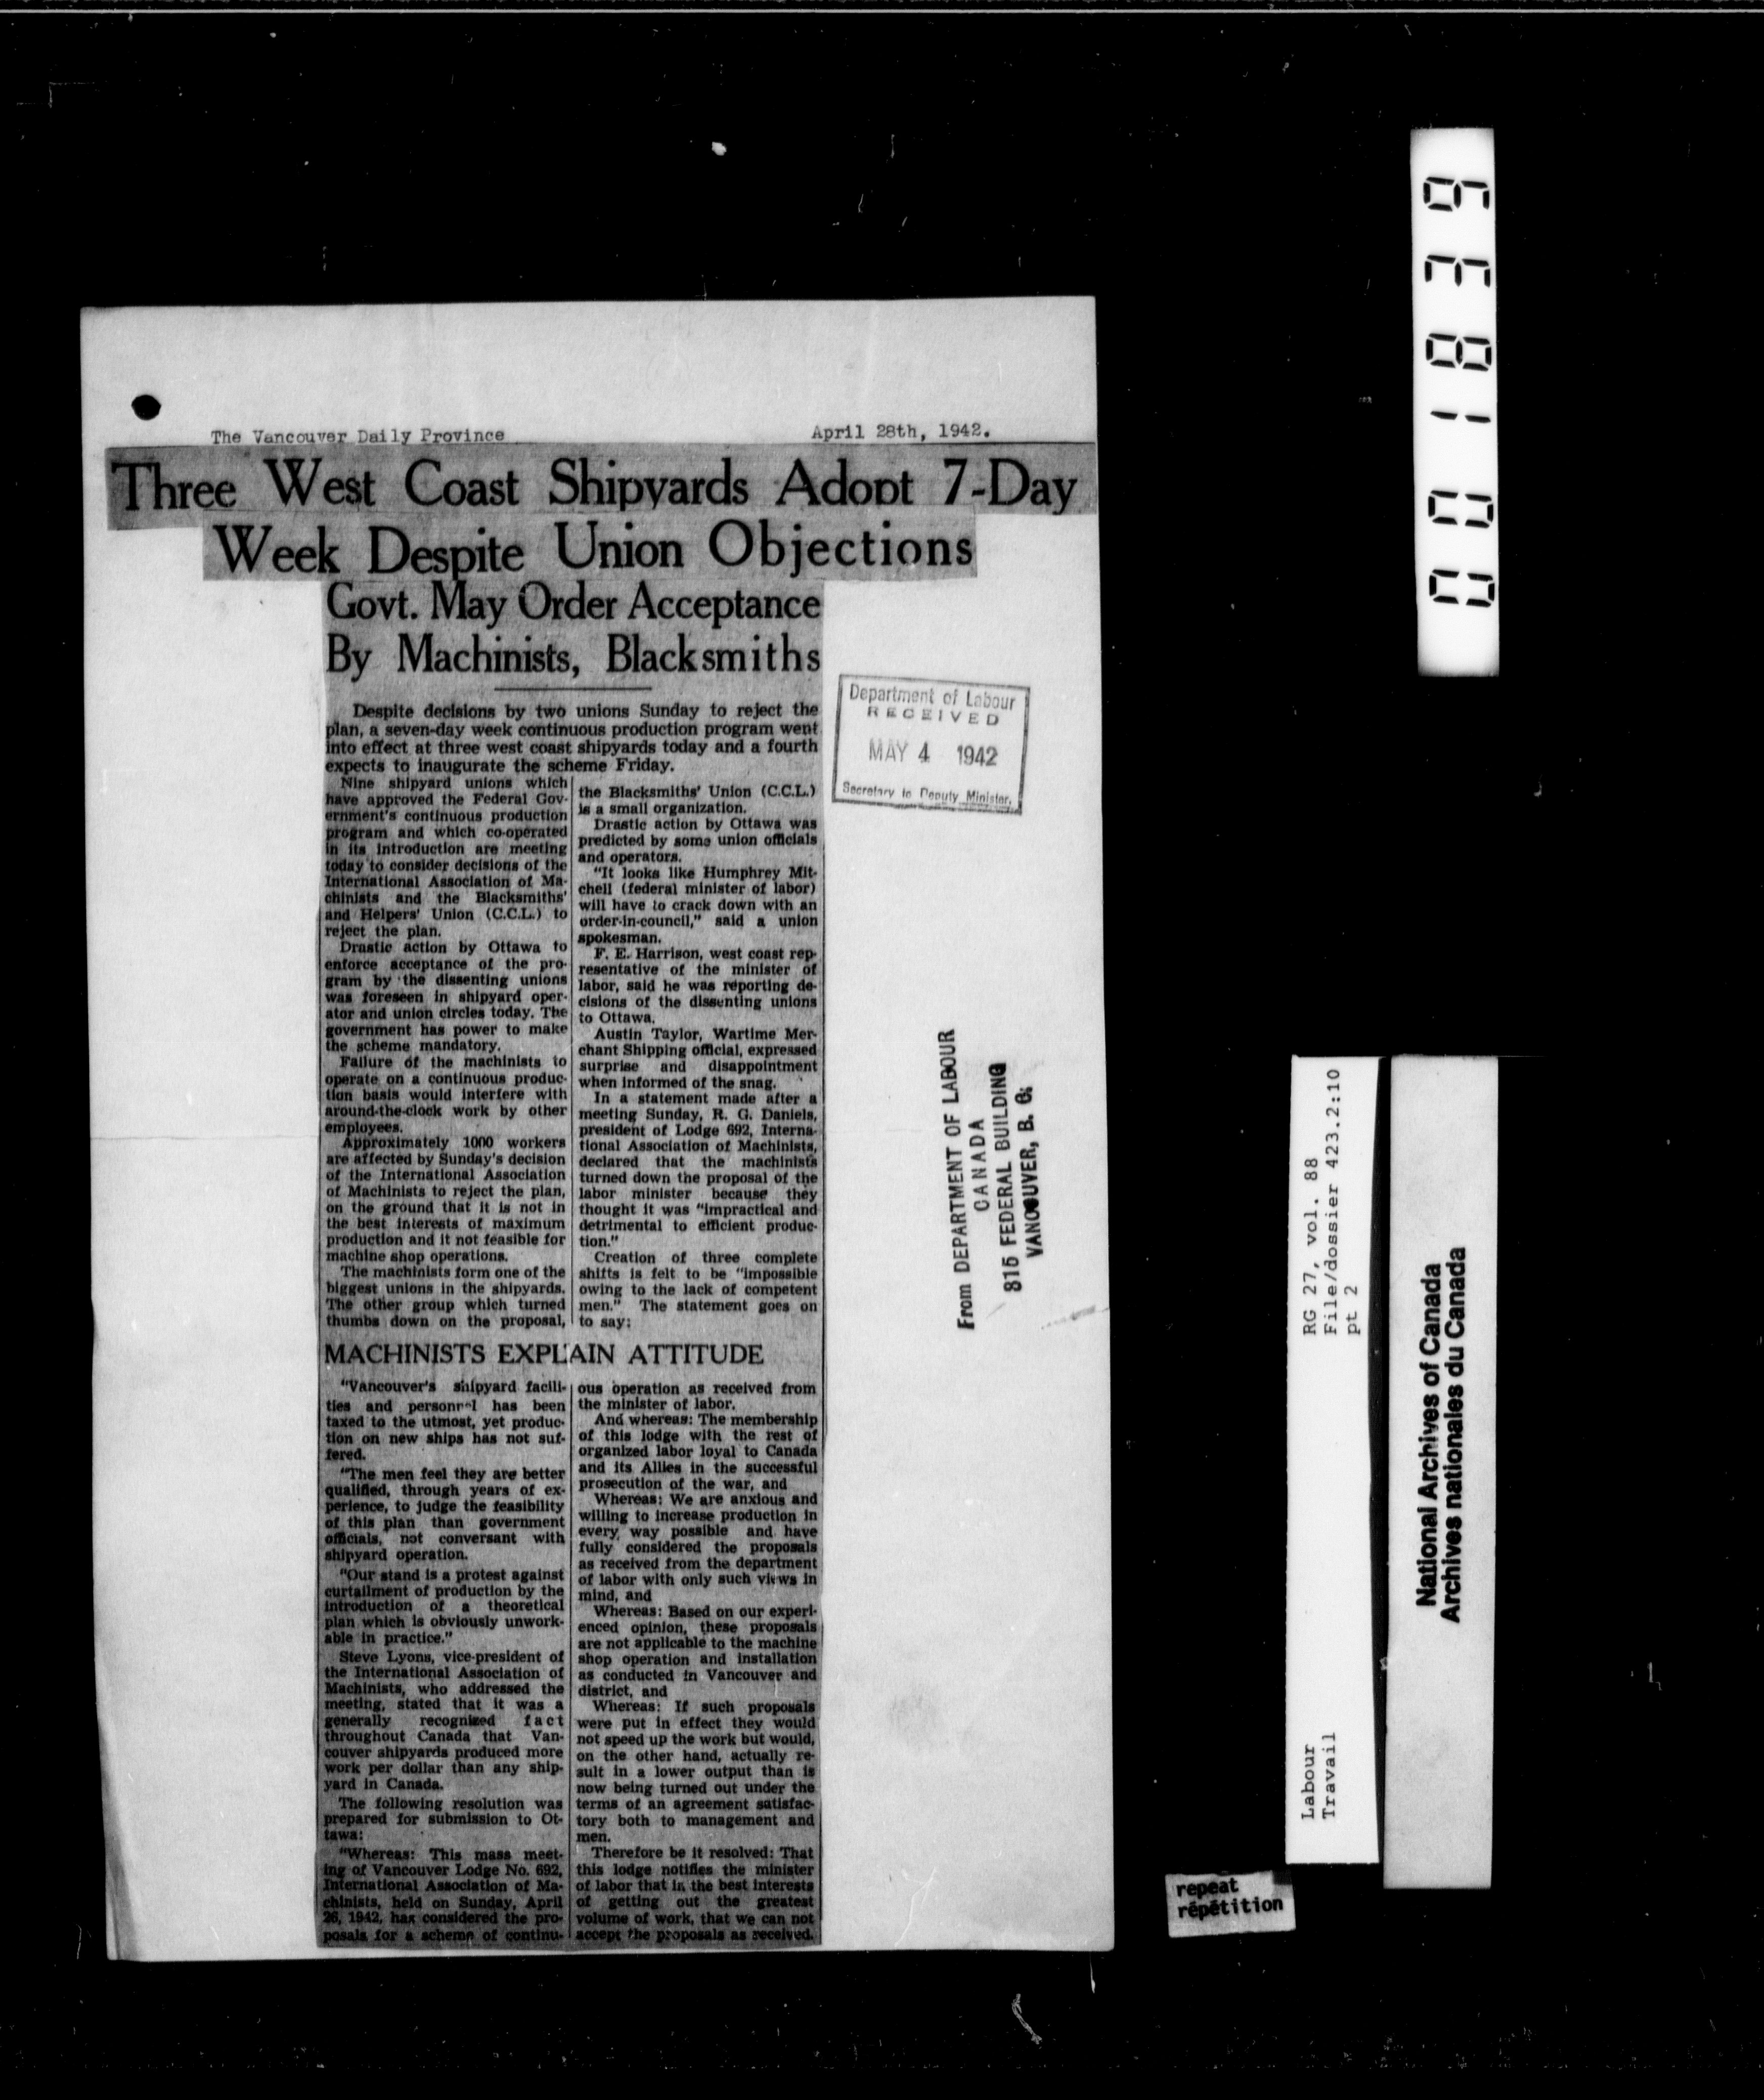 The Vancouver Daily Province
April 28th, 1942.
Three West Coast Shipyards Adopt 7-Day
Week Despite Union Objections
Govt. May Order Acceptance
By Machinists, Blacksmiths
Despite decisions by two unions Sunday to reject the
plan, a seven-day week continuous production program went
into effect at three west coast shipyards today and a fourth
expects to inaugurate the scheme Friday.
Nine shipyard unions which
have approved the Federal Gov-
ernment's continuous production
program and which co-operated
in its introduction are meeting
today to consider decisions of the
International Association of Ma-
chinists and the Blacksmiths'
and Helpers' Union (C.C.L.) to
reject the plan.
Drastic action by Ottawa to
enforce acceptance of the pro-
gram by the dissenting unions
was foreseen in shipyard oper-
ator and union circles today. The
government has power to make
the scheme mandatory.
Failure of the machinists to
operate on a continuous produc-
tion basis would interfere with
around-the-clock work by other
employees.
Approximately 1000 workers
are affected by Sunday's decision
of the International Association
of Machinists to reject the plan,
on the ground that it is not in
the best interests of maximum
production and it not feasible for
machine shop operations.
The machinists form one of the
biggest unions in the shipyards.
The other group which turned
thumbs down on the proposal,
the Blacksmiths' Union (C.C.L.)
is a small organization.
Drastic action by Ottawa was
predicted by some union officials
and operators.
"It looks like Humphrey Mit-
chell (federal minister of labor)
will have to crack down with an
order-in-council," said a union
spokesman.
F. E. Harrison, west coast rep-
resentative of the minister of
labor, said he was reporting de-
cisions of the dissenting unions
to Ottawa.
Austin Taylor, Wartime Mer-
chant Shipping official, expressed
surprise and disappointment
when informed of the snag.
In a statement made after a
meeting Sunday, R. G. Daniels,
president of Lodge 692, Interna-
tional Association of Machinists,
declared that the machinists
turned down the proposal of the
labor minister because they
thought it was "impractical and
detrimental to efficient produc-
tion."
Creation of three complete
shifts is felt to be "impossible
owing to the lack of competent
men." The statement goes on
to say:
MACHINISTS EXPLAIN ATTITUDE
"Vancouver's shipyard facili-
ties and personnel has been
taxed to the utmost, yet produc-
tion on new ships has not suf-
fered.
"The men feel they are better
qualified, through years of ex-
perience, to judge the feasibility
of this plan than government
officials, not conversant with
shipyard operation.
"Our stand is a protest against
curtailment of production by the
introduction of a theoretical
plan which is obviously unwork-
able in practice."
Steve Lyons, vice-president of
the International Association of
Machinists, who addressed the
meeting, stated that it was a
generally recognized fact
throughout Canada that Van-
couver shipyards produced more
work per dollar than any ship-
yard in Canada.
The following resolution was
prepared for submission to Ot-
tawa:
"Whereas: This mass meet-
ing of Vancouver Lodge No. 692,
International Association of Ma-
chinists, held on Sunday, April
26, 1942, has considered the pro-
posals for a scheme of continu-
ous operation as received from
the minister of labor.
And whereas: The membership
of this lodge with the rest of
organized labor loyal to Canada
and its Allies in the successful
prosecution of the war, and
Whereas: We are anxious and
willing to increase production in
every way possible and have
fully considered the proposals
as received from the department
of labor with only such views in
mind, and
Whereas: Based on our experi-
enced opinion, these proposals
are not applicable to the machine
shop operation and installation
as conducted in Vancouver and
district, and
Whereas: If such proposals
were put in effect they would
not speed up the work but would,
on the other hand, actually re-
sult in a lower output than is
now being turned out under the
terms of an agreement satisfac-
tory both to management and
men.
Therefore be it resolved: That
this lodge notifies the minister
of labor that in the best interests
of getting out the greatest
volume of work, that we can not
accept the proposals as received.
Department of Labour
RECEIVED
MAY 4 1942
Secretary to Deputy Minister.
From DEPARTMENT OF LABOUR
CANADA
815 FEDERAL BUILDING
VANCOUVER, B. C.
001839
RG 27, vol. 88
File/dossier 423.2:10
pt 2
Labour
Travail
National Archives of Canada
Archives nationales du Canada
repeat
répétition